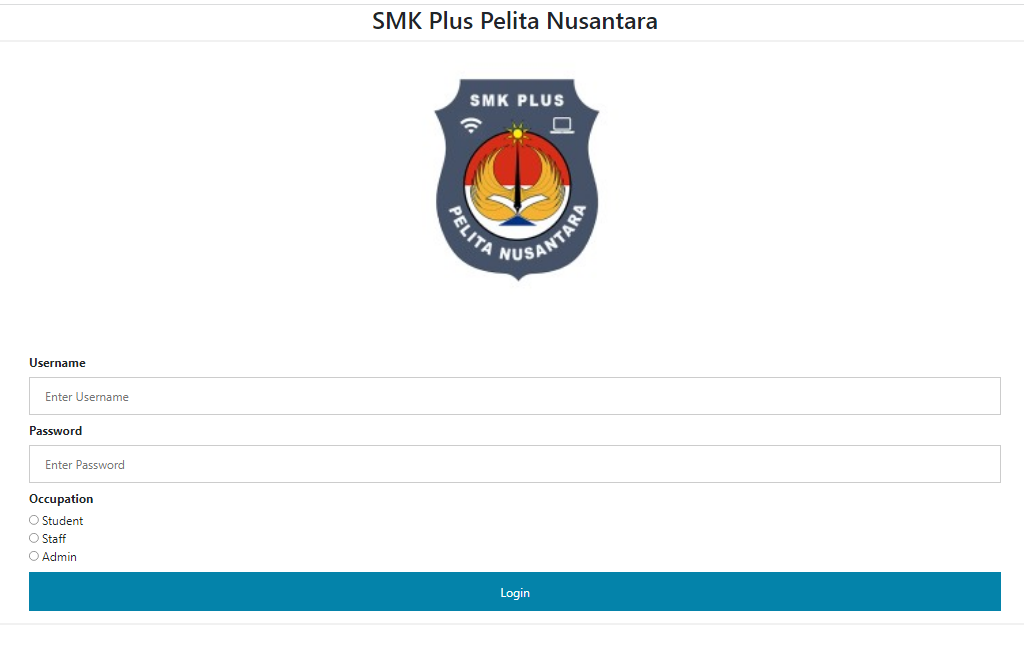 SMK Plus Pelita Nusantara
SMK PLUS
PELITA NUSANTARA
Username
Enter Username
Password
Enter Password
Occupation
Student
Staff
Admin
Login